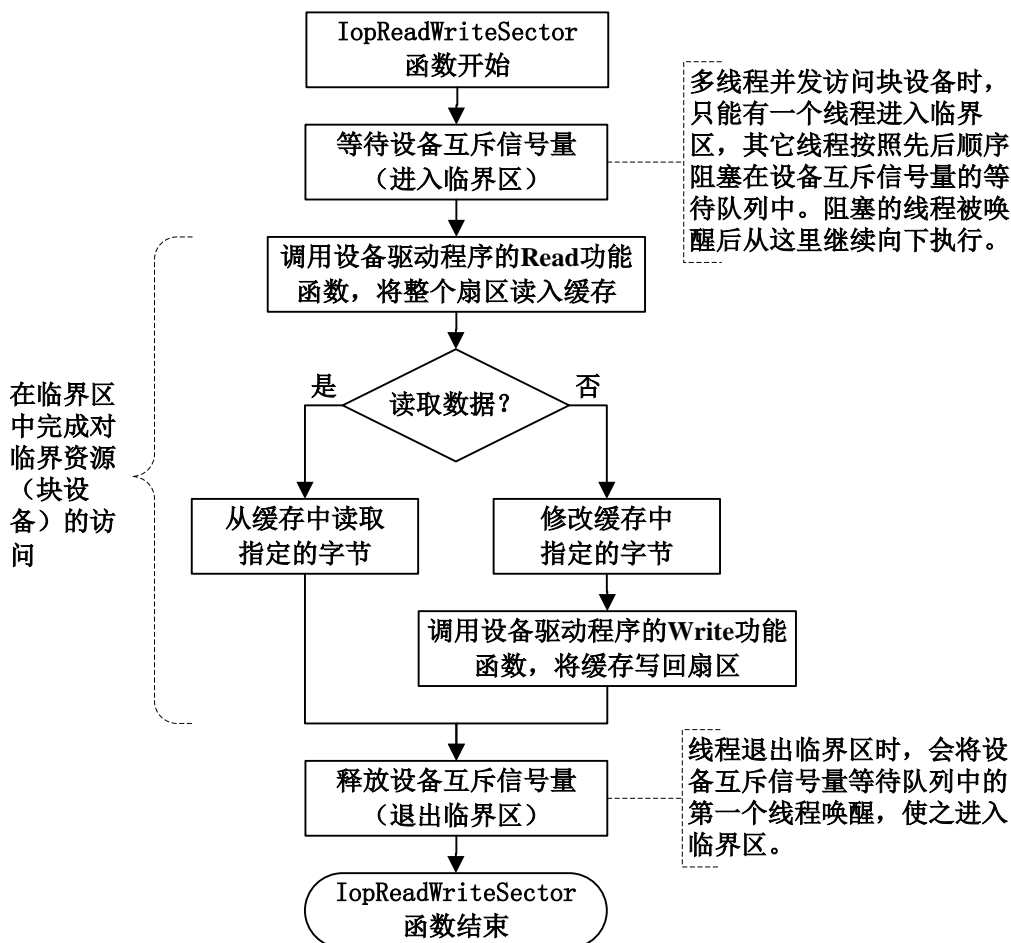 IopReadWriteSector
函数开始
多线程并发访问块设备时，
只能有一个线程进入临界
区，其它线程按照先后顺序
阻塞在设备互斥信号量的等
待队列中。阻塞的线程被唤
醒后从这里继续向下执行。
等待设备互斥信号量
（进入临界区）
调用设备驱动程序的Read功能
函数，将整个扇区读入缓存
在临界区
中完成对
临界资源
（块设
备）的访
问
是
否
读取数据？
从缓存中读取
指定的字节
修改缓存中
指定的字节
调用设备驱动程序的Write功能
函数，将缓存写回扇区
释放设备互斥信号量
（退出临界区）
线程退出临界区时，会将设
备互斥信号量等待队列中的
第一个线程唤醒，使之进入
临界区。
IopReadWriteSector
函数结束